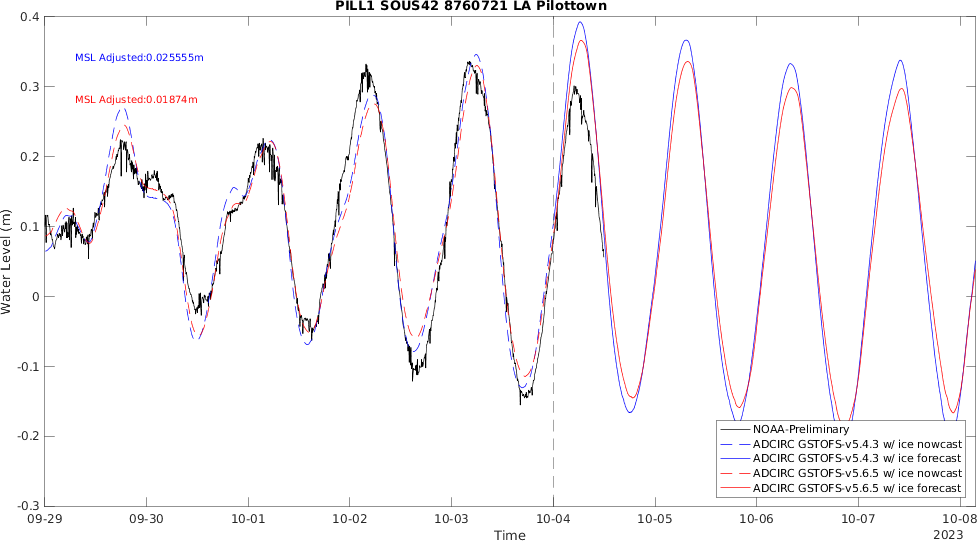 PILL1 SOUS42 8760721 LA Pilottown
0.4
0.3
0.2
0.1
0
-0.1
-0.2
-0.3
Water Level (m)
MSL Adjusted:0.025555m
MSL Adjusted:0.01874m
NOAA-Preliminary
ADCIRC GSTOFS-v5.4.3 w/ ice nowcast
ADCIRC GSTOFS-v5.4.3 w/ ice forecast
ADCIRC GSTOFS-v5.6.5 w/ ice nowcast
ADCIRC GSTOFS-v5.6.5 w/ ice forecast
09-29 09-30 10-01 10-02 10-03 10-04 10-05 10-06 10-07 10-08
Time
2023